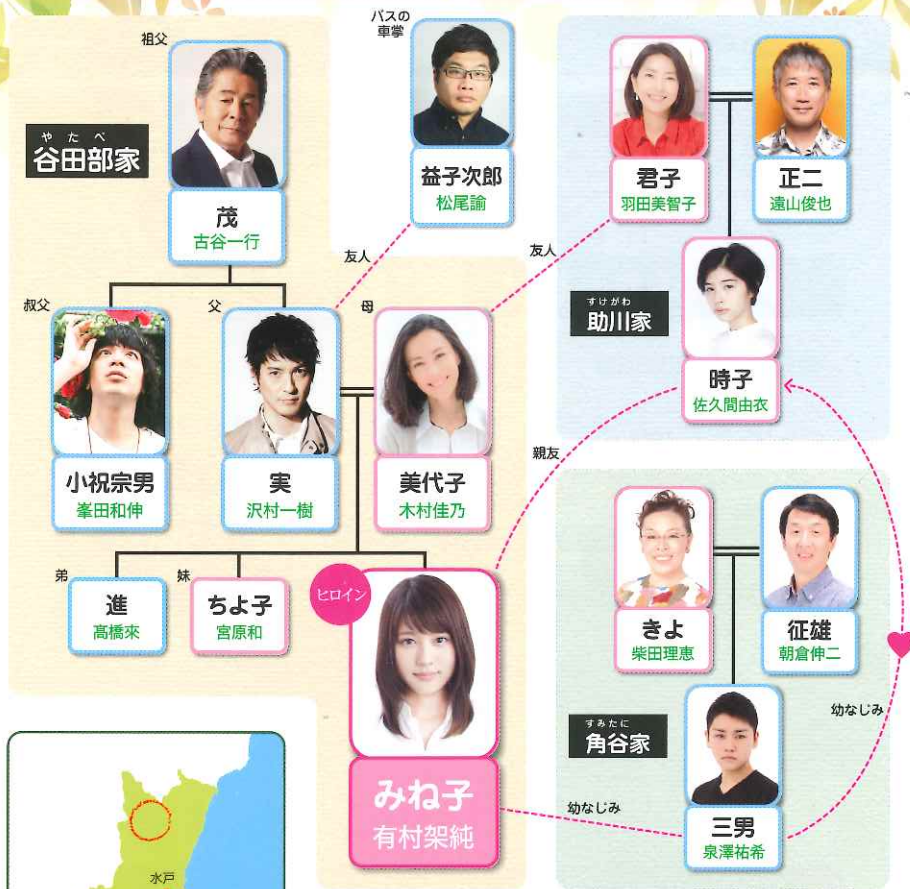 祖父
やたべ
谷田部家
茂
古谷一行
バスの
車掌
益子次郎
松尾諭
友人
君子
羽田美智子
正二
遠山俊也
友人
すけがわ
助川家
時子
佐久間由衣
叔父
小祝宗男
峯田和伸
父
実
沢村一樹
母
美代子
木村佳乃
親友
弟
進
高橋來
妹
ちよ子
宮原和
ヒロイン
みね子
有村架純
きよ
柴田理恵
征雄
朝倉伸二
すみたに
角谷家
幼なじみ
三男
泉澤祐希
幼なじみ
水戸